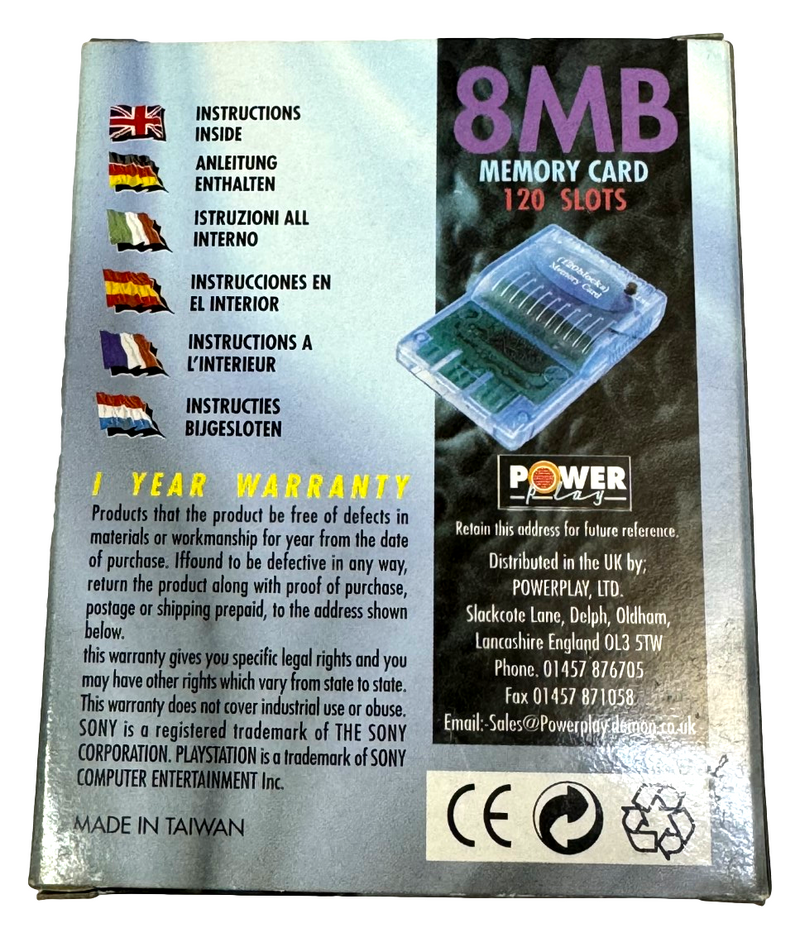 INSTRUCTIONS
INSIDE
ANLEITUNG
ENTHALTEN
ISTRUZIONI ALL
INTERNO
INSTRUCCIONES EN
EL INTERIOR
INSTRUCTIONS A
L'INTERIEUR
INSTRUCTIES
BIJGESLOTEN
1 YEAR WARRANTY
Products that the product be free of defects in
materials or workmanship for year from the date
of purchase. Iffound to be defective in any way,
return the product along with proof of purchase,
postage or shipping prepaid, to the address shown
below.
this warranty gives you specific legal rights and you
may have other rights which vary from state to state.
This warranty does not cover industrial use or obuse.
SONY is a registered trademark of THE SONY
CORPORATION. PLAYSTATION is a trademark of SONY
COMPUTER ENTERTAINMENT Inc.
MADE IN TAIWAN
8MB
MEMORY CARD
120 SLOTS
(120blocks)
Memory Card
POWER
play
Retain this address for future reference.
Distributed in the UK by;
POWERPLAY, LTD.
Slackcote Lane, Delph, Oldham,
Lancashire England OL3 5TW
Phone. 01457 876705
Fax 01457 871058
Email:-Sales@Powerplay.demon.co.uk
CE